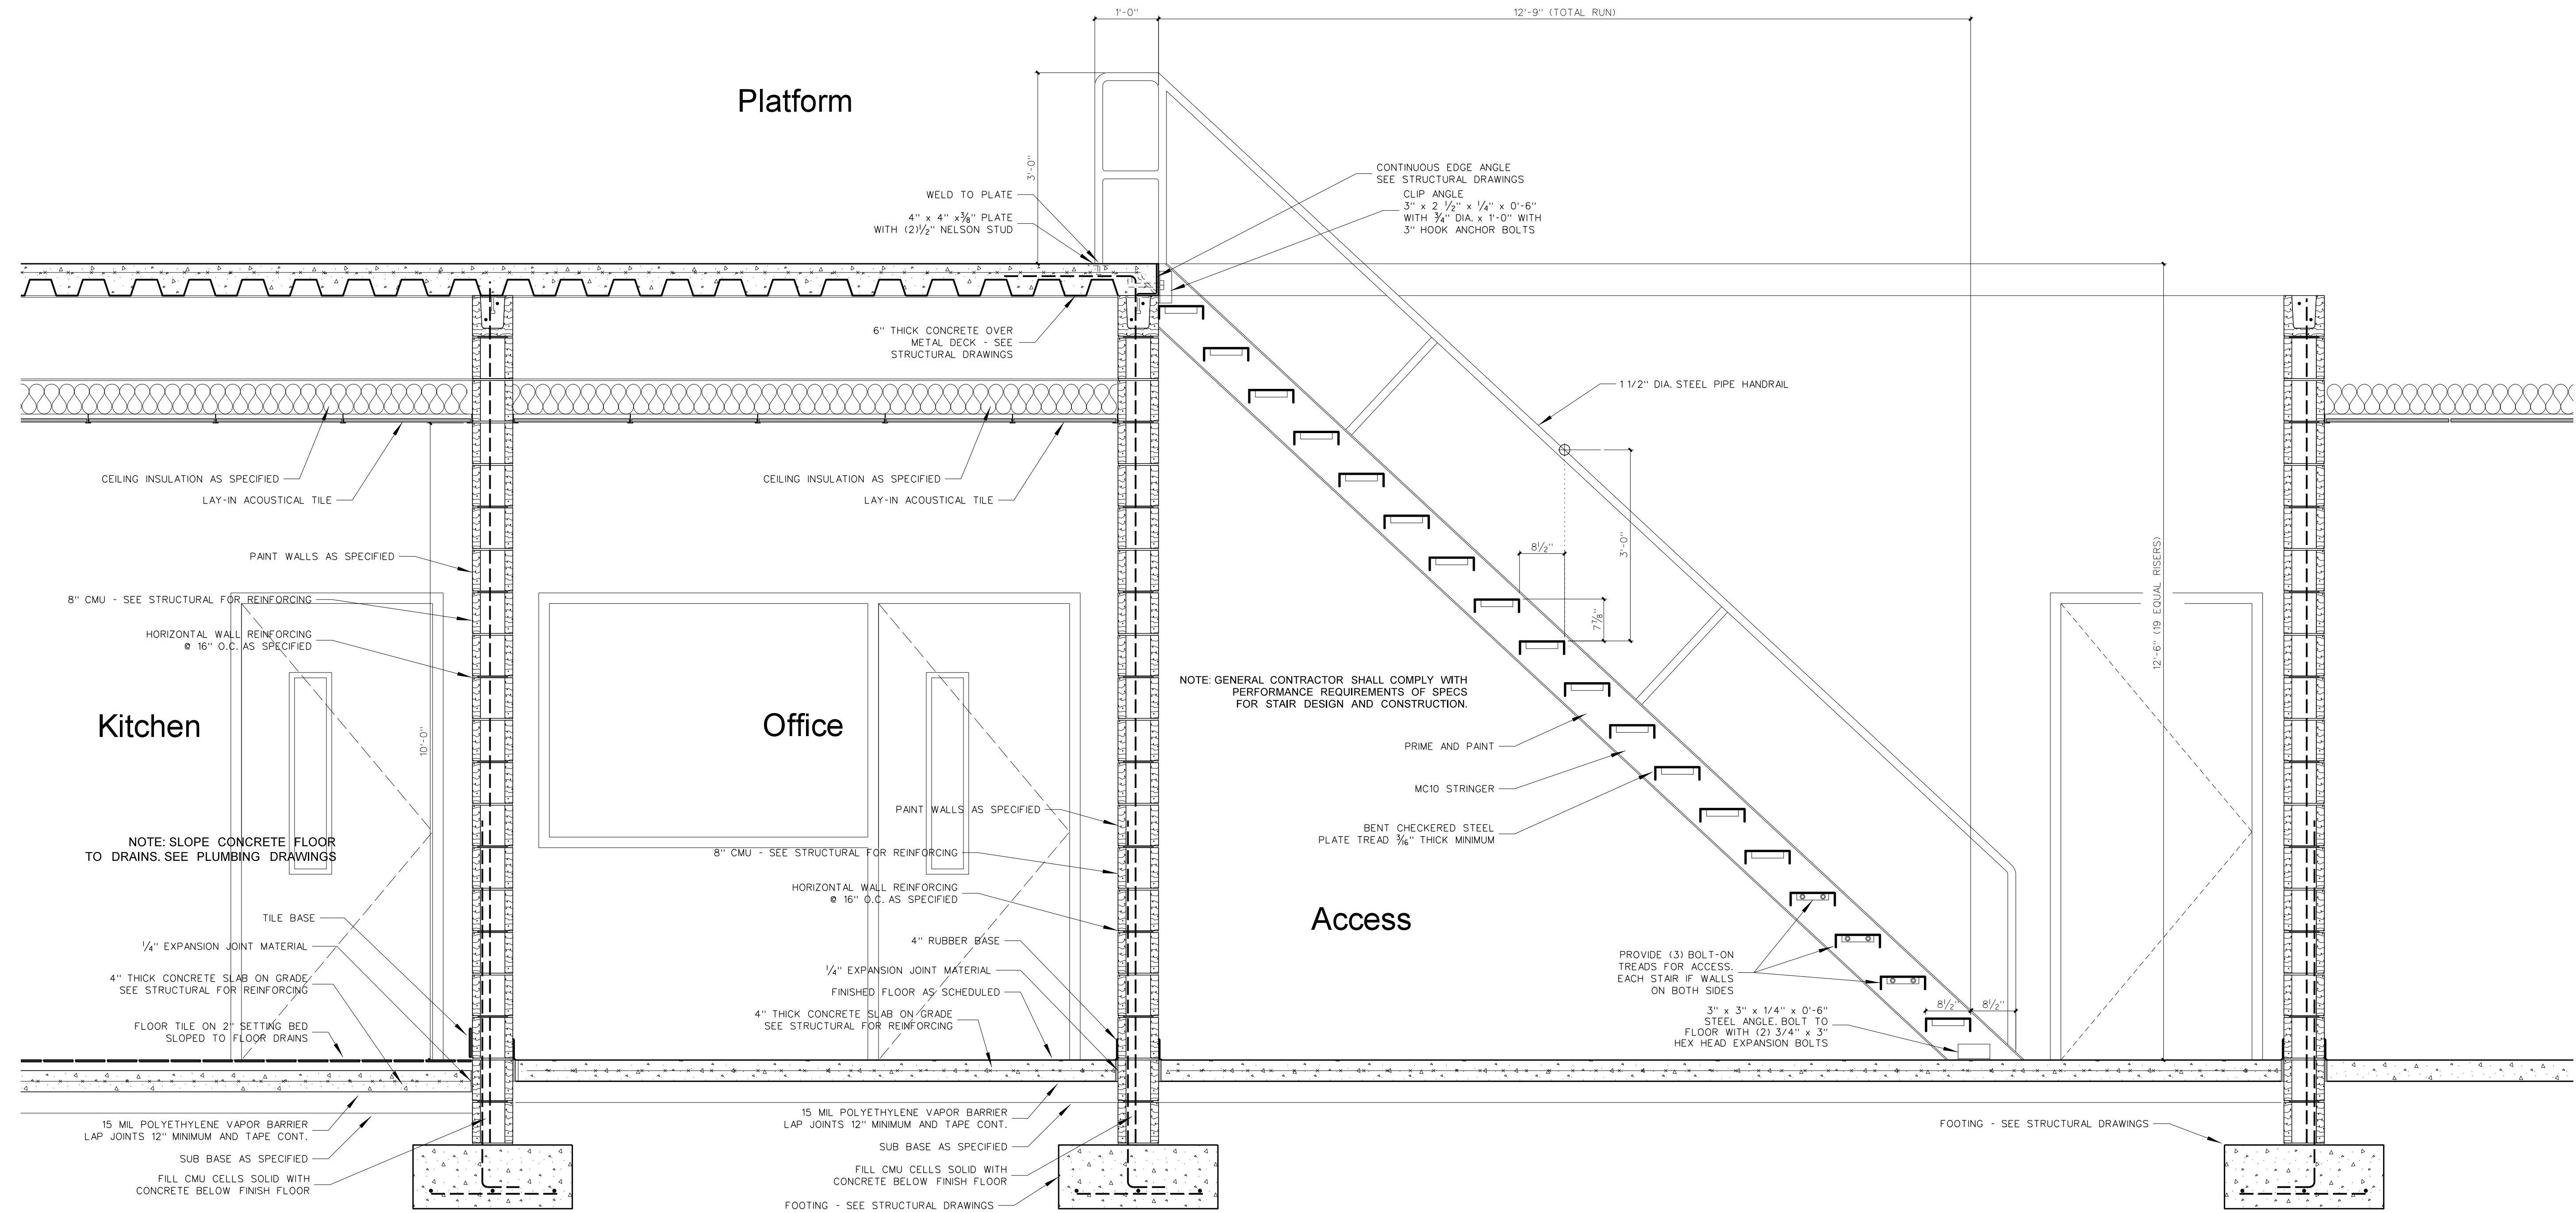 1'-0"
12'-9" (TOTAL RUN)
Platform
3'-0"
WELD TO PLATE
4" x 4" x3/8" PLATE
WITH (2)1/2" NELSON STUD
CONTINUOUS EDGE ANGLE
SEE STRUCTURAL DRAWINGS
CLIP ANGLE
3" x 2 1/2" x 1/4" x 0'-6"
WITH 3/4" DIA. x 1'-0" WITH
3" HOOK ANCHOR BOLTS
6" THICK CONCRETE OVER
METAL DECK - SEE
STRUCTURAL DRAWINGS
1 1/2" DIA. STEEL PIPE HANDRAIL
CEILING INSULATION AS SPECIFIED
LAY-IN ACOUSTICAL TILE
CEILING INSULATION AS SPECIFIED
LAY-IN ACOUSTICAL TILE
PAINT WALLS AS SPECIFIED
8" CMU - SEE STRUCTURAL FOR REINFORCING
HORIZONTAL WALL REINFORCING
@ 16" O.C. AS SPECIFIED
8 1/2"
3'-0"
7 7/8"
12'-6" (19 EQUAL RISERS)
NOTE: GENERAL CONTRACTOR SHALL COMPLY WITH
PERFORMANCE REQUIREMENTS OF SPECS
FOR STAIR DESIGN AND CONSTRUCTION.
Kitchen
10'-0"
Office
PRIME AND PAINT
MC10 STRINGER
BENT CHECKERED STEEL
PLATE TREAD 3/16" THICK MINIMUM
NOTE: SLOPE CONCRETE FLOOR
TO DRAINS. SEE PLUMBING DRAWINGS
PAINT WALLS AS SPECIFIED
8" CMU - SEE STRUCTURAL FOR REINFORCING
HORIZONTAL WALL REINFORCING
@ 16" O.C. AS SPECIFIED
Access
TILE BASE
1/4" EXPANSION JOINT MATERIAL
4" THICK CONCRETE SLAB ON GRADE
SEE STRUCTURAL FOR REINFORCING
FLOOR TILE ON 2" SETTING BED
SLOPED TO FLOOR DRAINS
4" RUBBER BASE
1/4" EXPANSION JOINT MATERIAL
FINISHED FLOOR AS SCHEDULED
4" THICK CONCRETE SLAB ON GRADE
SEE STRUCTURAL FOR REINFORCING
PROVIDE (3) BOLT-ON
TREADS FOR ACCESS.
EACH STAIR IF WALLS
ON BOTH SIDES
8 1/2"
8 1/2"
3" x 3" x 1/4" x 0'-6"
STEEL ANGLE. BOLT TO
FLOOR WITH (2) 3/4" x 3"
HEX HEAD EXPANSION BOLTS
15 MIL POLYETHYLENE VAPOR BARRIER
LAP JOINTS 12" MINIMUM AND TAPE CONT.
SUB BASE AS SPECIFIED
FILL CMU CELLS SOLID WITH
CONCRETE BELOW FINISH FLOOR
15 MIL POLYETHYLENE VAPOR BARRIER
LAP JOINTS 12" MINIMUM AND TAPE CONT.
SUB BASE AS SPECIFIED
FILL CMU CELLS SOLID WITH
CONCRETE BELOW FINISH FLOOR
FOOTING - SEE STRUCTURAL DRAWINGS
FOOTING - SEE STRUCTURAL DRAWINGS